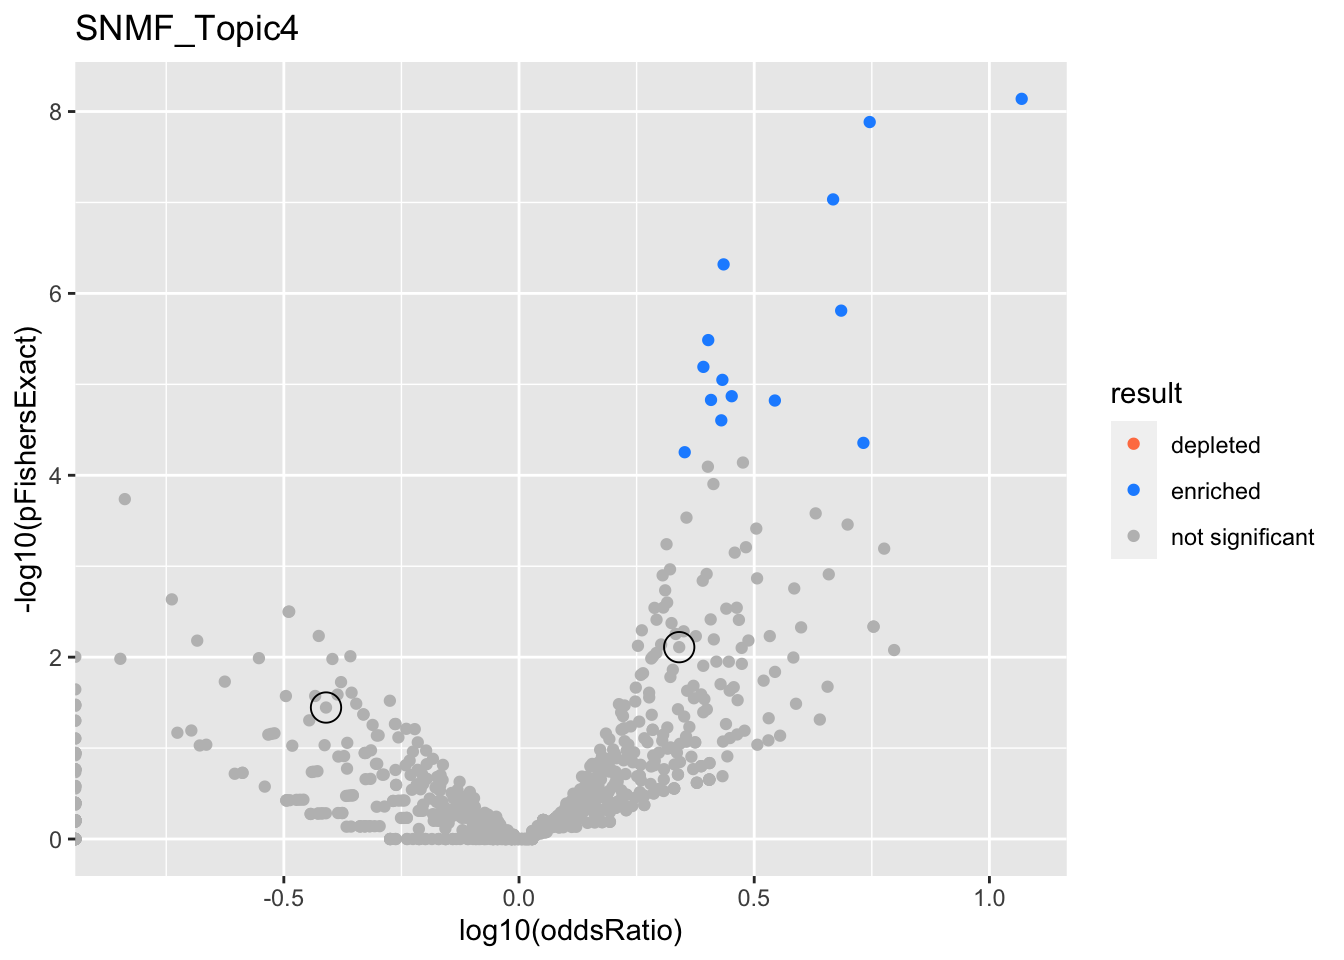 SNMF_Topic4
8
6
4
2
0
-log10(pFishersExact)
-0.5
0.0
0.5
1.0
log10(oddsRatio)
result
depleted
enriched
not significant